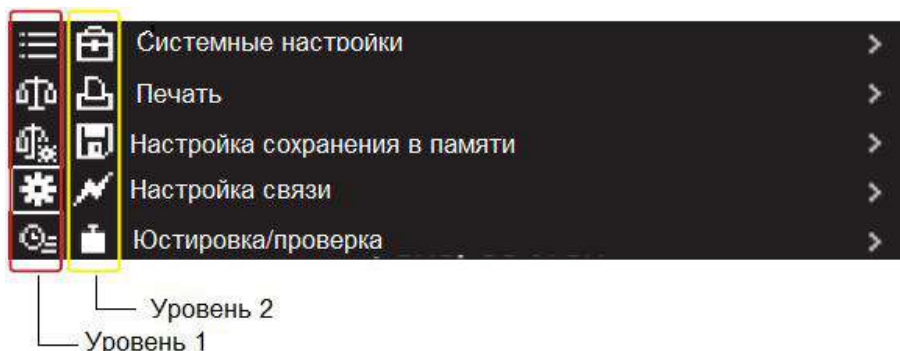 Системные настройки
Печать
Настройка сохранения в памяти
Настройка связи
Юстировка/проверка
Уровень 2
Уровень 1